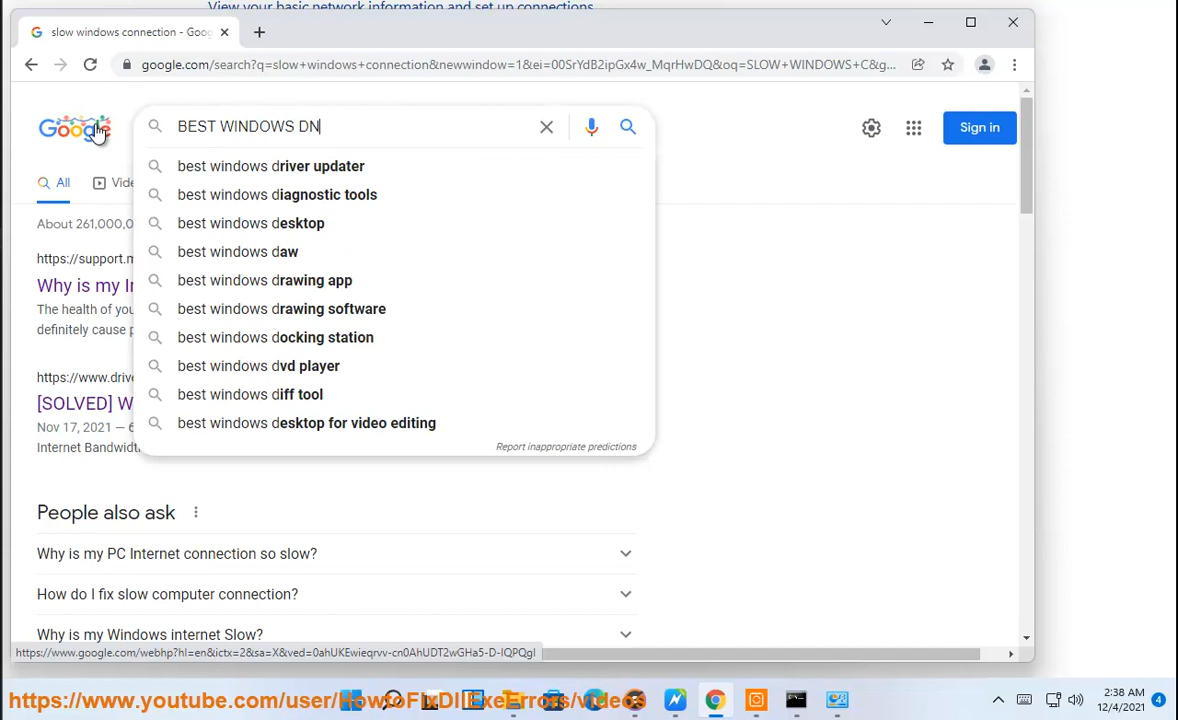 View your basic network information and set up connections
slow windows connection - Goog
google.com/search?q=slow+windows+connection&newwindow=1&ei=00SrYdB2ipGx4w_MqrHwDQ&oq=SLOW+WINDOWS+C&g...
Google
BEST WINDOWS DN
Sign in
All
Vide
best windows driver updater
best windows diagnostic tools
best windows desktop
best windows daw
best windows drawing app
best windows drawing software
best windows docking station
best windows dvd player
best windows diff tool
best windows desktop for video editing
Report inappropriate predictions
About 261,000,0
https://support.m
Why is my In
The health of you
definitely cause p
https://www.drive
[SOLVED] W
Nov 17, 2021 — 6
Internet Bandwidt
People also ask
Why is my PC Internet connection so slow?
How do I fix slow computer connection?
Why is my Windows internet Slow?
https://www.google.com/webhp?hl=en&ictx=2&sa=X&ved=0ahUKEwieqrvv-cn0AhUDT2wGHa5-D-IQPQgI
https://www.youtube.com/user/HowtoFixDllExeErrors/videos
2:38 AM
12/4/2021
4